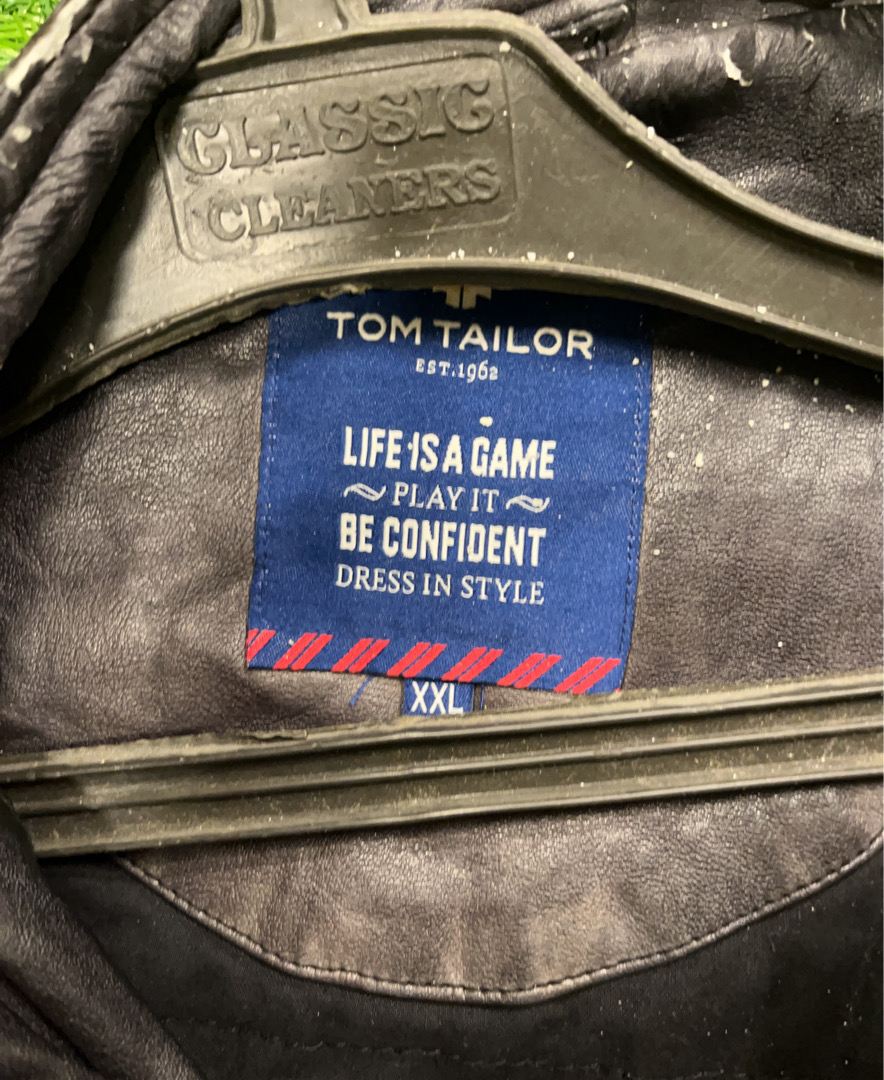 CLASSIC
CLEANERS
TOM TAILOR
EST.1962
LIFE IS A GAME
PLAY IT
BE CONFIDENT
DRESS IN STYLE
XXL